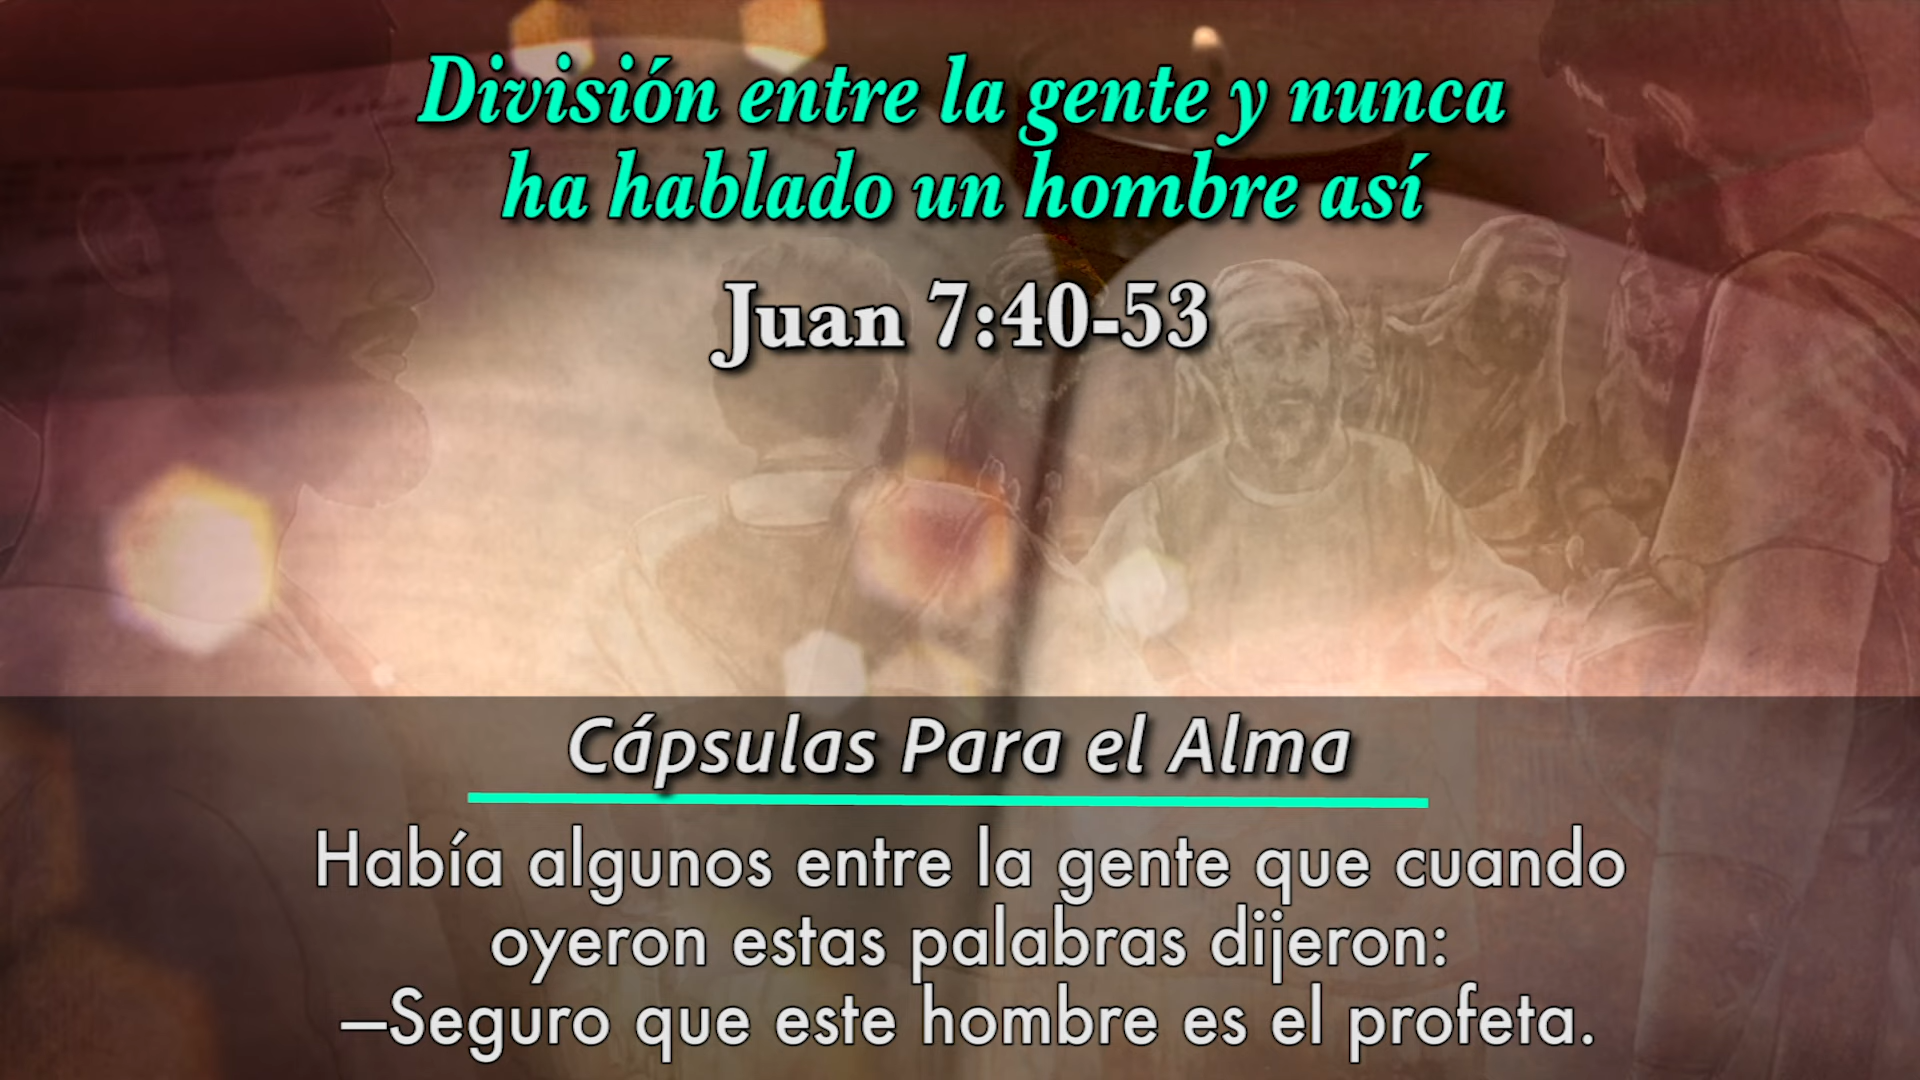 División entre la gente y nunca
ha hablado un hombre así
Juan 7:40-53
Cápsulas Para el Alma
Había algunos entre la gente que cuando
oyeron estas palabras dijeron:
—Seguro que este hombre es el profeta.